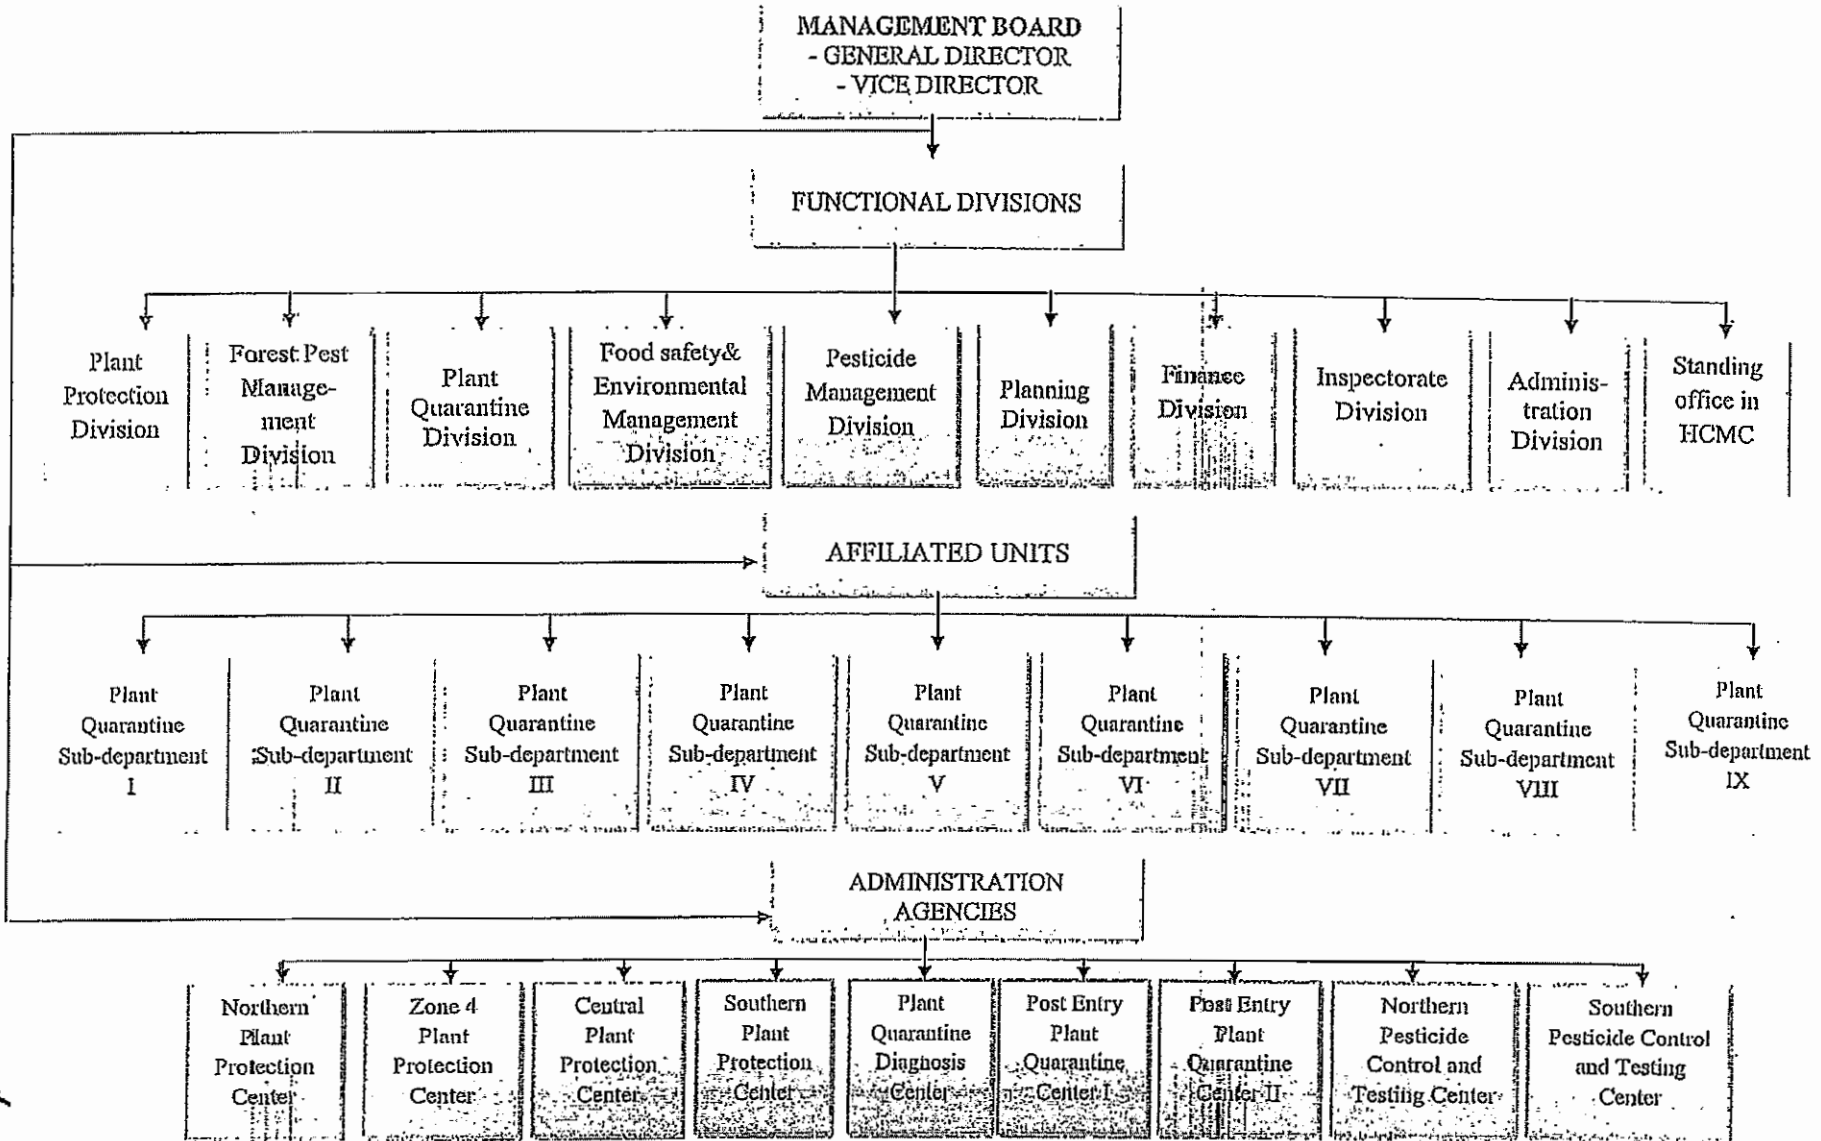 MANAGEMENT BOARD
- GENERAL DIRECTOR
- VICE DIRECTOR
FUNCTIONAL DIVISIONS
Plant
Protection
Division
Forest Pest
Manage-
ment
Division
Plant
Quarantine
Division
Food safety&
Environmental
Management
Division
Pesticide
Management
Division
Planning
Division
Finance
Division
Inspectorate
Division
Adminis-
tration
Division
Standing
office in
HCMC
AFFILIATED UNITS
Plant
Quarantine
Sub-department
I
Plant
Quarantine
Sub-department
II
Plant
Quarantine
Sub-department
III
Plant
Quarantine
Sub-department
IV
Plant
Quarantine
Sub-department
V
Plant
Quarantine
Sub-department
VI
Plant
Quarantine
Sub-department
VII
Plant
Quarantine
Sub-department
VIII
Plant
Quarantine
Sub-department
IX
ADMINISTRATION
AGENCIES
Northern
Plant
Protection
Center
Zone 4
Plant
Protection
Center
Central
Plant
Protection
Center
Southern
Plant
Protection
Center
Plant
Quarantine
Diagnosis
Center
Post Entry
Plant
Quarantine
Center I
Post Entry
Plant
Quarantine
Center II
Northern
Pesticide
Control and
Testing Center
Southern
Pesticide Control
and Testing
Center